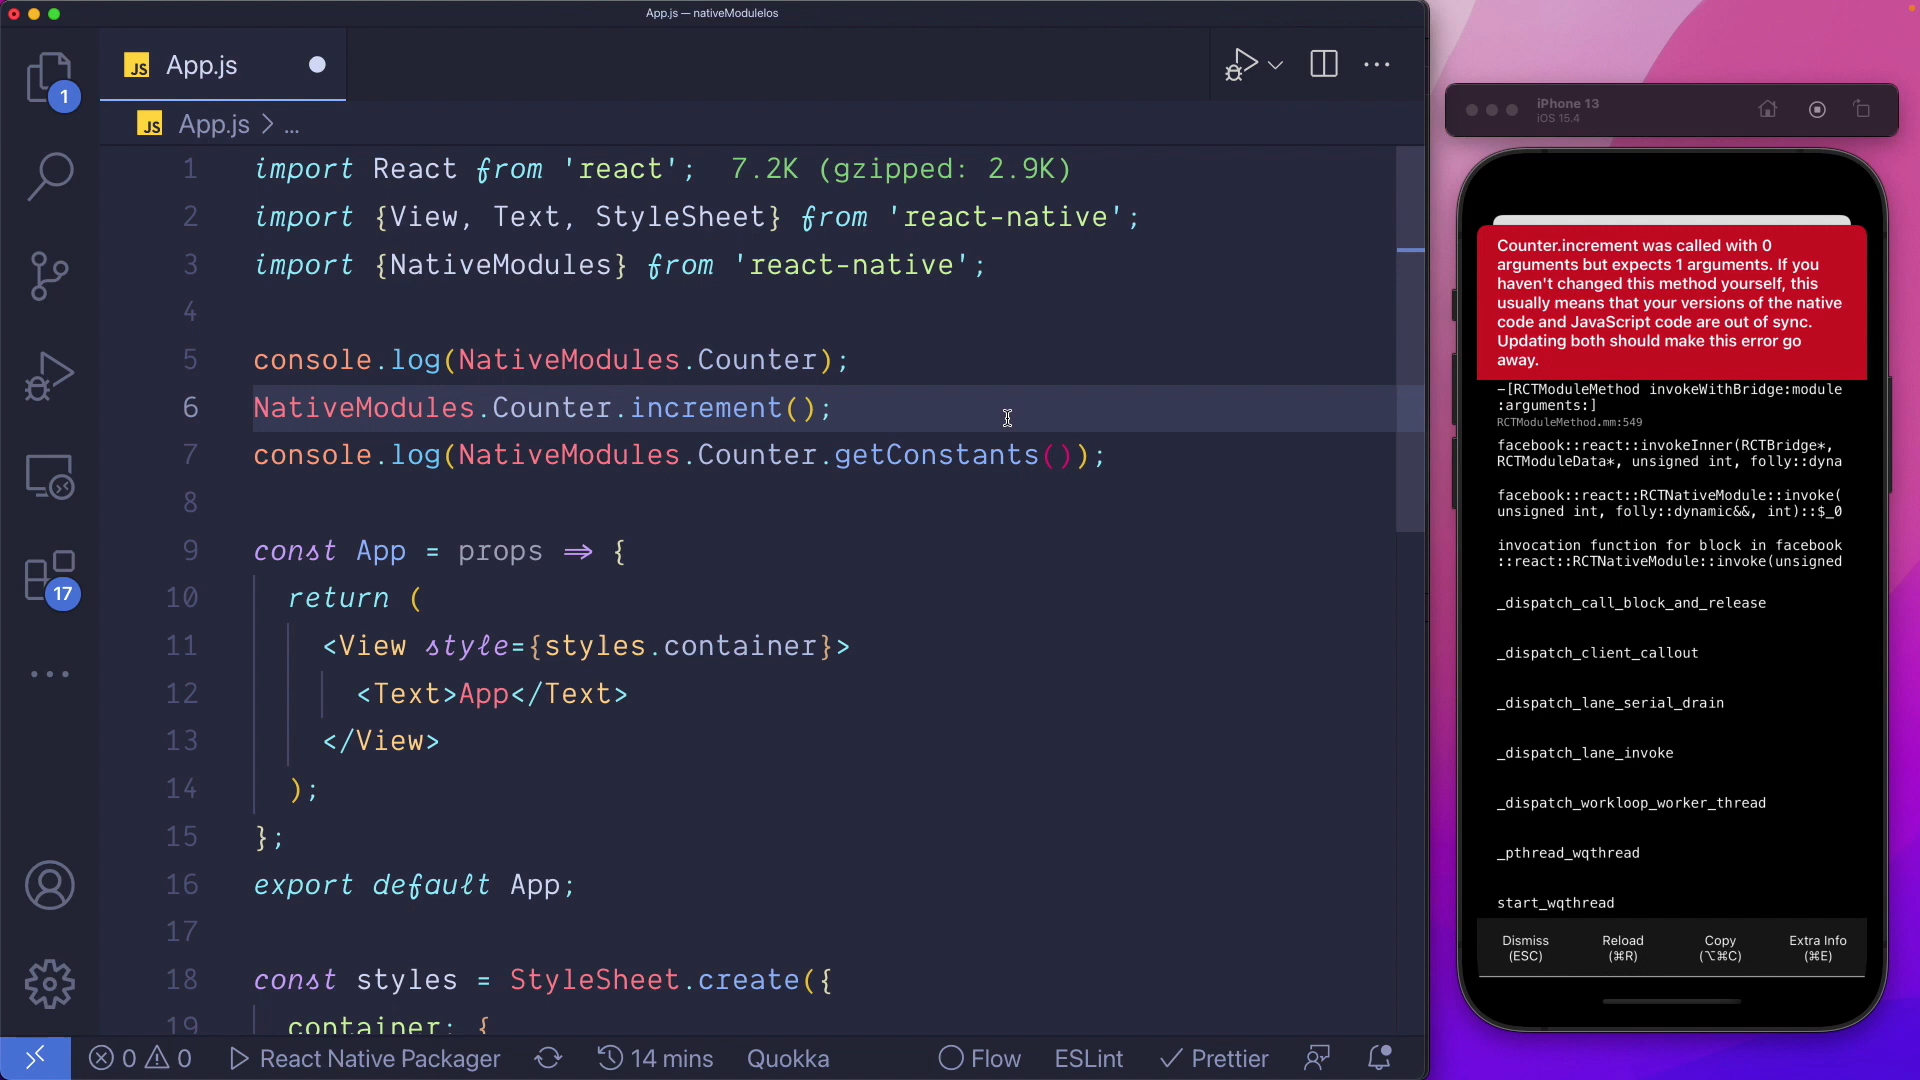 App.js — nativeModuleIos
JS App.js
1
JS App.js > ...
1 import React from 'react'; 7.2K (gzipped: 2.9K)
2 import {View, Text, StyleSheet} from 'react-native';
3 import {NativeModules} from 'react-native';
4
5 console.log(NativeModules.Counter);
6 NativeModules.Counter.increment();
7 console.log(NativeModules.Counter.getConstants());
8
9 const App = props => {
10 return (
11 <View style={styles.container}>
12 <Text>App</Text>
13 </View>
14 );
15 };
16 export default App;
17
18 const styles = StyleSheet.create({
19 container: {
17
0 0 React Native Packager 14 mins Quokka Flow ESLint Prettier
iPhone 13
iOS 15.4
Counter.increment was called with 0
arguments but expects 1 arguments. If you
haven't changed this method yourself, this
usually means that your versions of the native
code and JavaScript code are out of sync.
Updating both should make this error go
away.
-[RCTModuleMethod invokeWithBridge:module
:arguments:]
RCTModuleMethod.mm:549
facebook::react::invokeInner(RCTBridge*,
RCTModuleData*, unsigned int, folly::dyna
facebook::react::RCTNativeModule::invoke(
unsigned int, folly::dynamic&&, int)::$_0
invocation function for block in facebook
::react::RCTNativeModule::invoke(unsigned
_dispatch_call_block_and_release
_dispatch_client_callout
_dispatch_lane_serial_drain
_dispatch_lane_invoke
_dispatch_workloop_worker_thread
_pthread_wqthread
start_wqthread
Dismiss Reload Copy Extra Info
(ESC) (⌘R) (⌥⌘C) (⌘E)